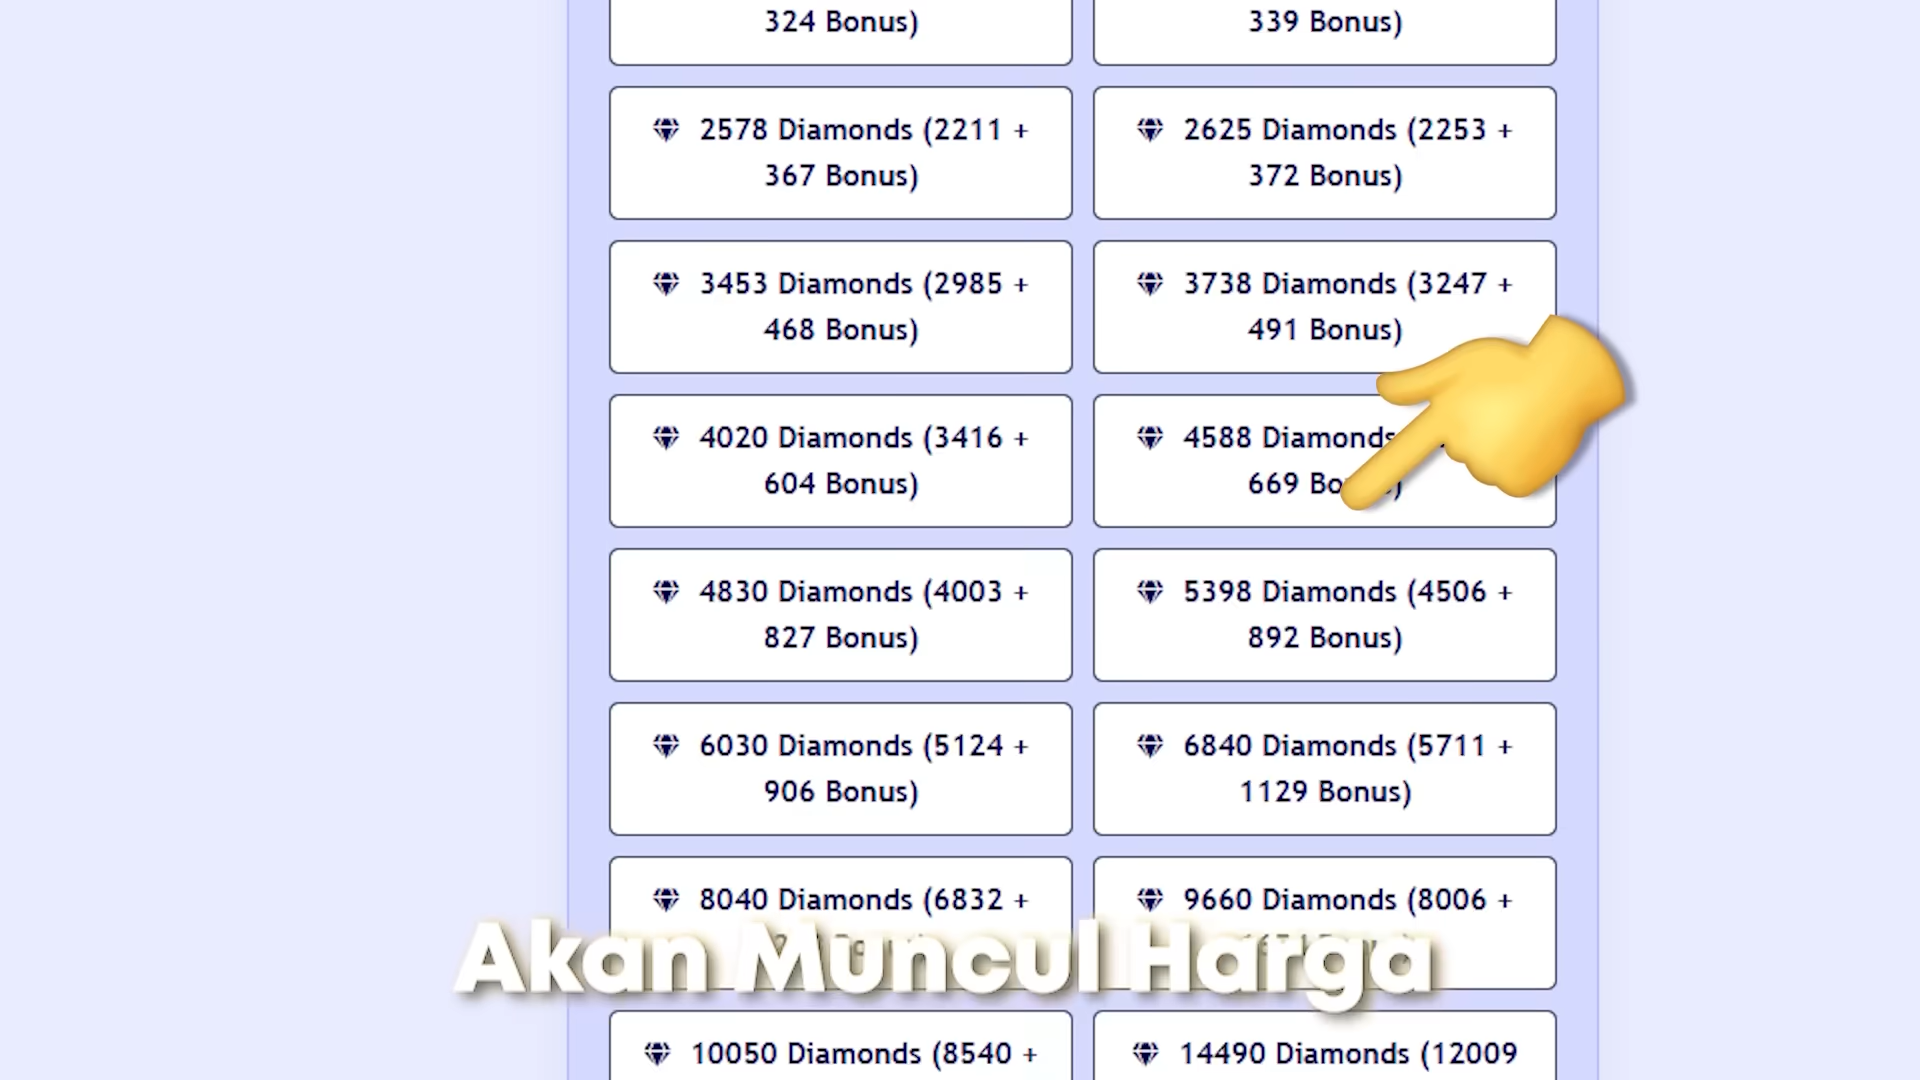 324 Bonus)
339 Bonus)
2578 Diamonds (2211 +
367 Bonus)
2625 Diamonds (2253 +
372 Bonus)
3453 Diamonds (2985 +
468 Bonus)
3738 Diamonds (3247 +
491 Bonus)
4020 Diamonds (3416 +
604 Bonus)
4588 Diamonds
669
4830 Diamonds (4003 +
827 Bonus)
5398 Diamonds (4506 +
892 Bonus)
6030 Diamonds (5124 +
906 Bonus)
6840 Diamonds (5711 +
1129 Bonus)
8040 Diamonds (6832 +
9660 Diamonds (8006 +
Akan Muncul Harga
10050 Diamonds (8540 +
14490 Diamonds (12009